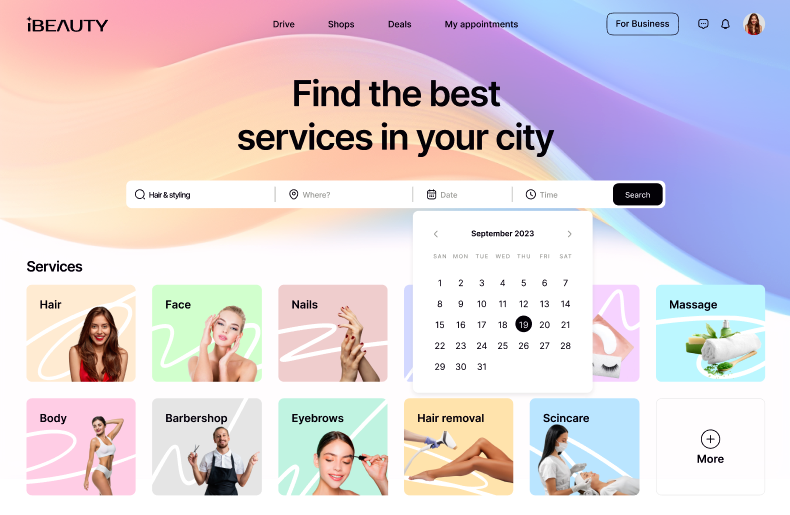 iBEAUTY
Drive Shops Deals My appointments For Business
Find the best
services in your city
Hair & styling Where? Date Time Search
September 2023
SAN MON TUE WED THU FRI SAT
1 2 3 4 5 6 7
8 9 10 11 12 13 14
15 16 17 18 19 20 21
22 23 24 25 26 27 28
29 30 31
Services
Hair Face Nails Massage
Body Barbershop Eyebrows Hair removal Scincare More